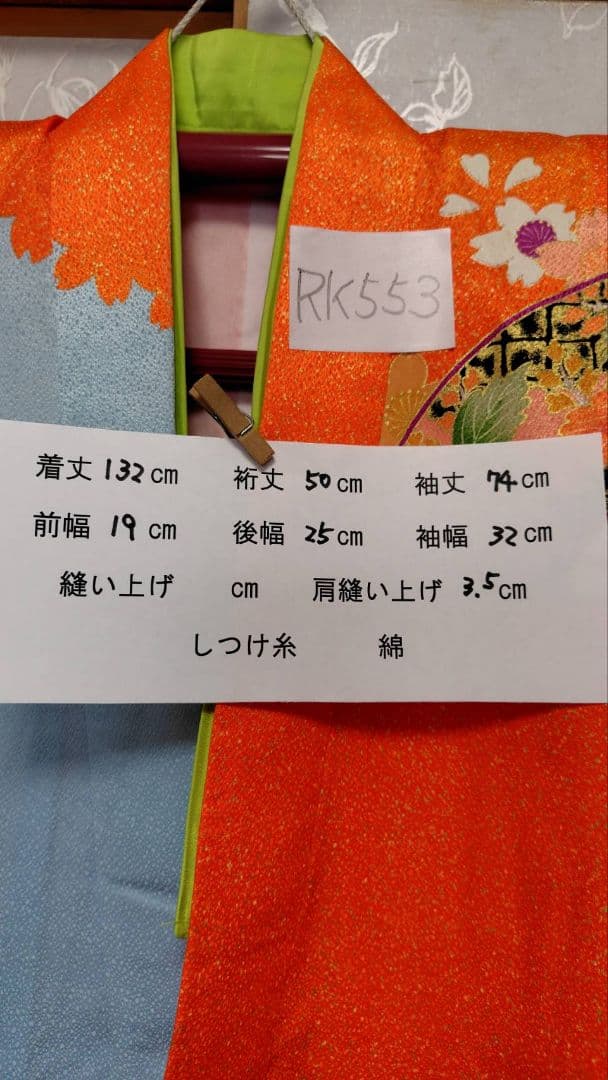 RK553
着丈 132cm 裄丈 50cm 袖丈 74cm
前幅 19cm 後幅 25cm 袖幅 32cm
縫い上げ cm 肩縫い上げ 3.5cm
しつけ糸 綿